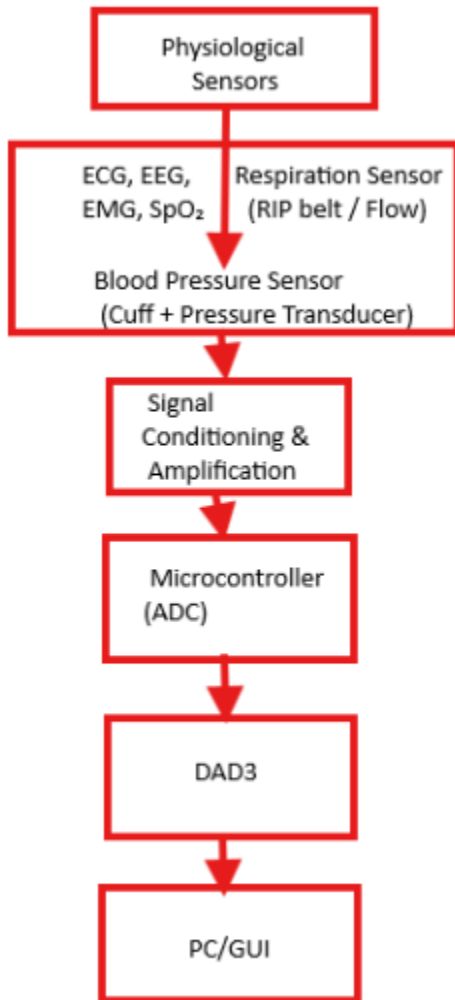 Physiological
Sensors
ECG, EEG,
EMG, SpO₂
Respiration Sensor
(RIP belt / Flow)
Blood Pressure Sensor
(Cuff + Pressure Transducer)
Signal
Conditioning &
Amplification
Microcontroller
(ADC)
DAD3
PC/GUI